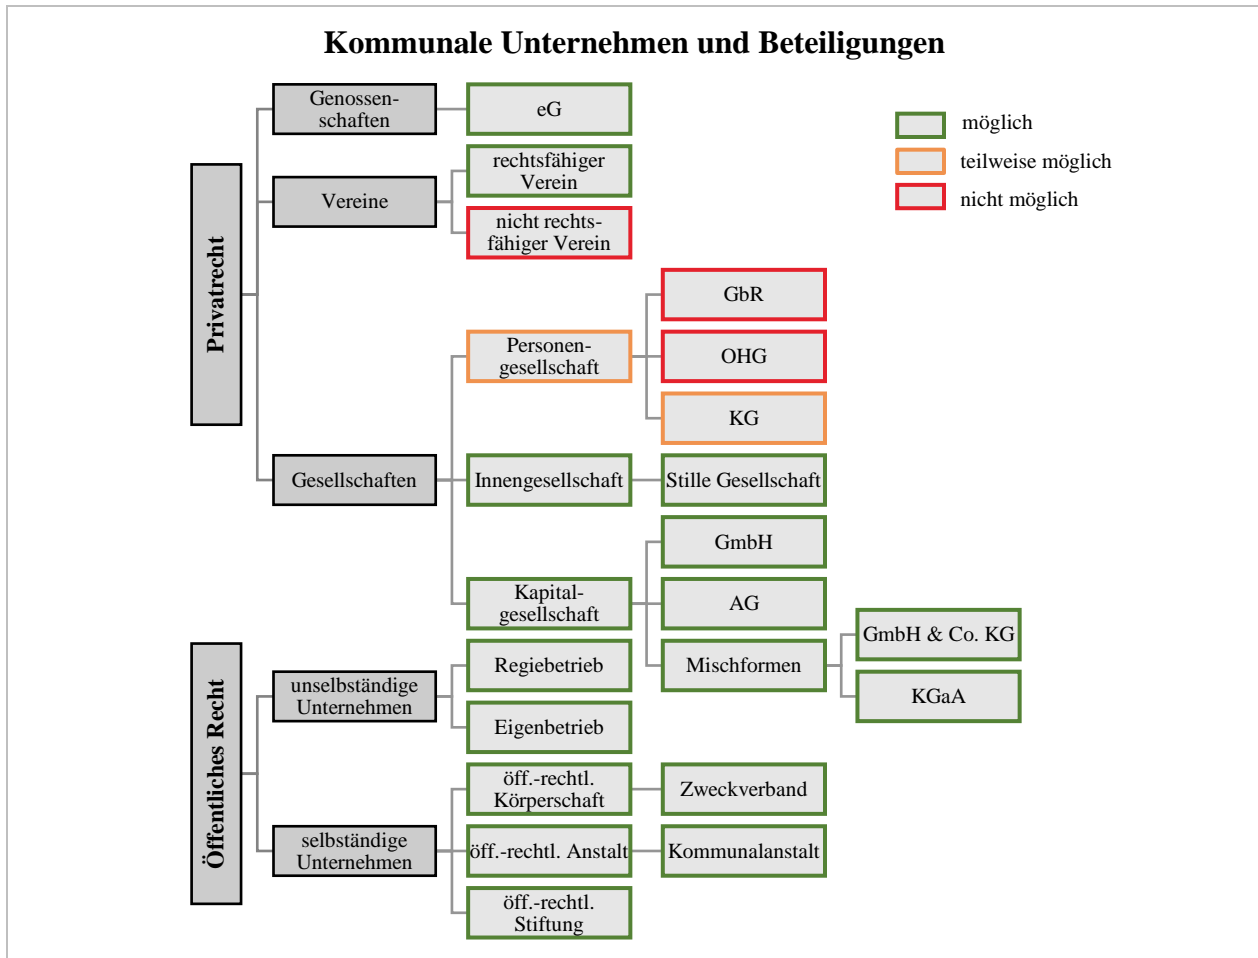 Kommunale Unternehmen und Beteiligungen
Privatrecht
Genossen-
schaften
eG
Vereine
rechtsfähiger
Verein
nicht rechts-
fähiger Verein
Gesellschaften
Personen-
gesellschaft
GbR
OHG
KG
Innengesellschaft
Stille Gesellschaft
Kapital-
gesellschaft
GmbH
AG
Mischformen
GmbH & Co. KG
KGaA
Öffentliches Recht
unselbständige
Unternehmen
Regiebetrieb
Eigenbetrieb
selbständige
Unternehmen
öff.-rechtl.
Körperschaft
Zweckverband
öff.-rechtl. Anstalt
Kommunalanstalt
öff.-rechtl.
Stiftung
möglich
teilweise möglich
nicht möglich